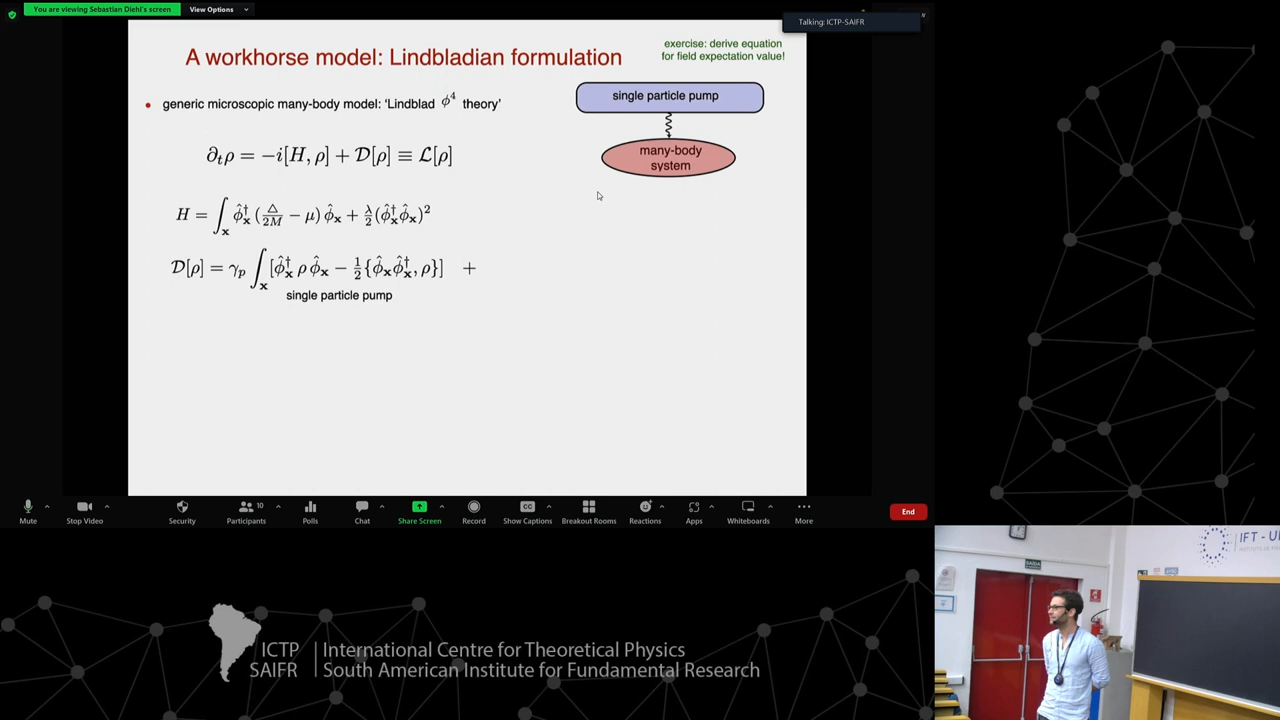 You are viewing Sebastian Diehl's screen
View Options
Talking: ICTP-SAIFR
A workhorse model: Lindbladian formulation
exercise: derive equation
for field expectation value!
• generic microscopic many-body model: 'Lindblad ϕ⁴ theory'
single particle pump
many-body
system
∂ₜρ = −i[H, ρ] + 𝒟[ρ] ≡ ℒ[ρ]
H = ∫ₓ ϕ̂ₓ† (△/2M − μ) ϕ̂ₓ + λ/2 (ϕ̂ₓ†ϕ̂ₓ)²
𝒟[ρ] = γₚ ∫ₓ [ϕ̂ₓ† ρ ϕ̂ₓ − ½{ϕ̂ₓϕ̂ₓ†, ρ}] +
single particle pump
Mute
Stop Video
Security
Participants
10
Polls
Chat
Share Screen
Record
CC
Show Captions
Breakout Rooms
Reactions
Apps
Whiteboards
More
End
ICTP
SAIFR
International Centre for Theoretical Physics
South American Institute for Fundamental Research
SAÍDA
IFT - U